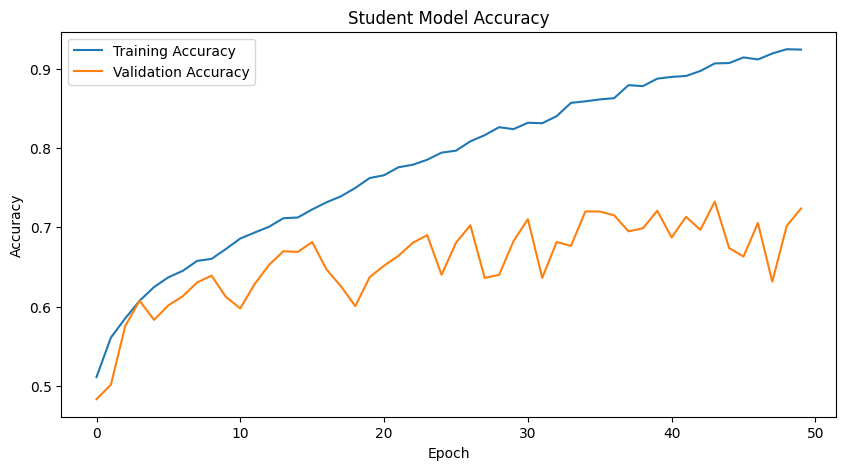 Student Model Accuracy
Training Accuracy
Validation Accuracy
Accuracy
0.9
0.8
0.7
0.6
0.5
0 10 20 30 40 50
Epoch